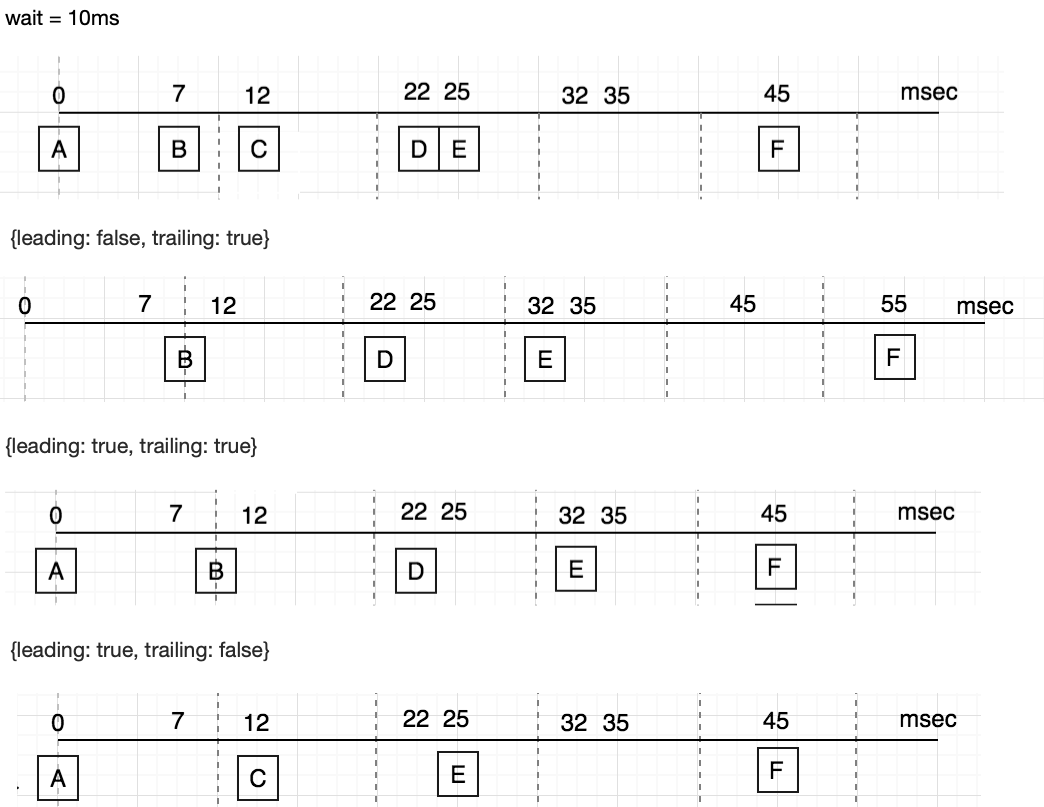 wait = 10ms
0 7 12 22 25 32 35 45 msec
A B C D E F
{leading: false, trailing: true}
0 7 12 22 25 32 35 45 55 msec
B D E F
{leading: true, trailing: true}
0 7 12 22 25 32 35 45 msec
A B D E F
{leading: true, trailing: false}
0 7 12 22 25 32 35 45 msec
A C E F